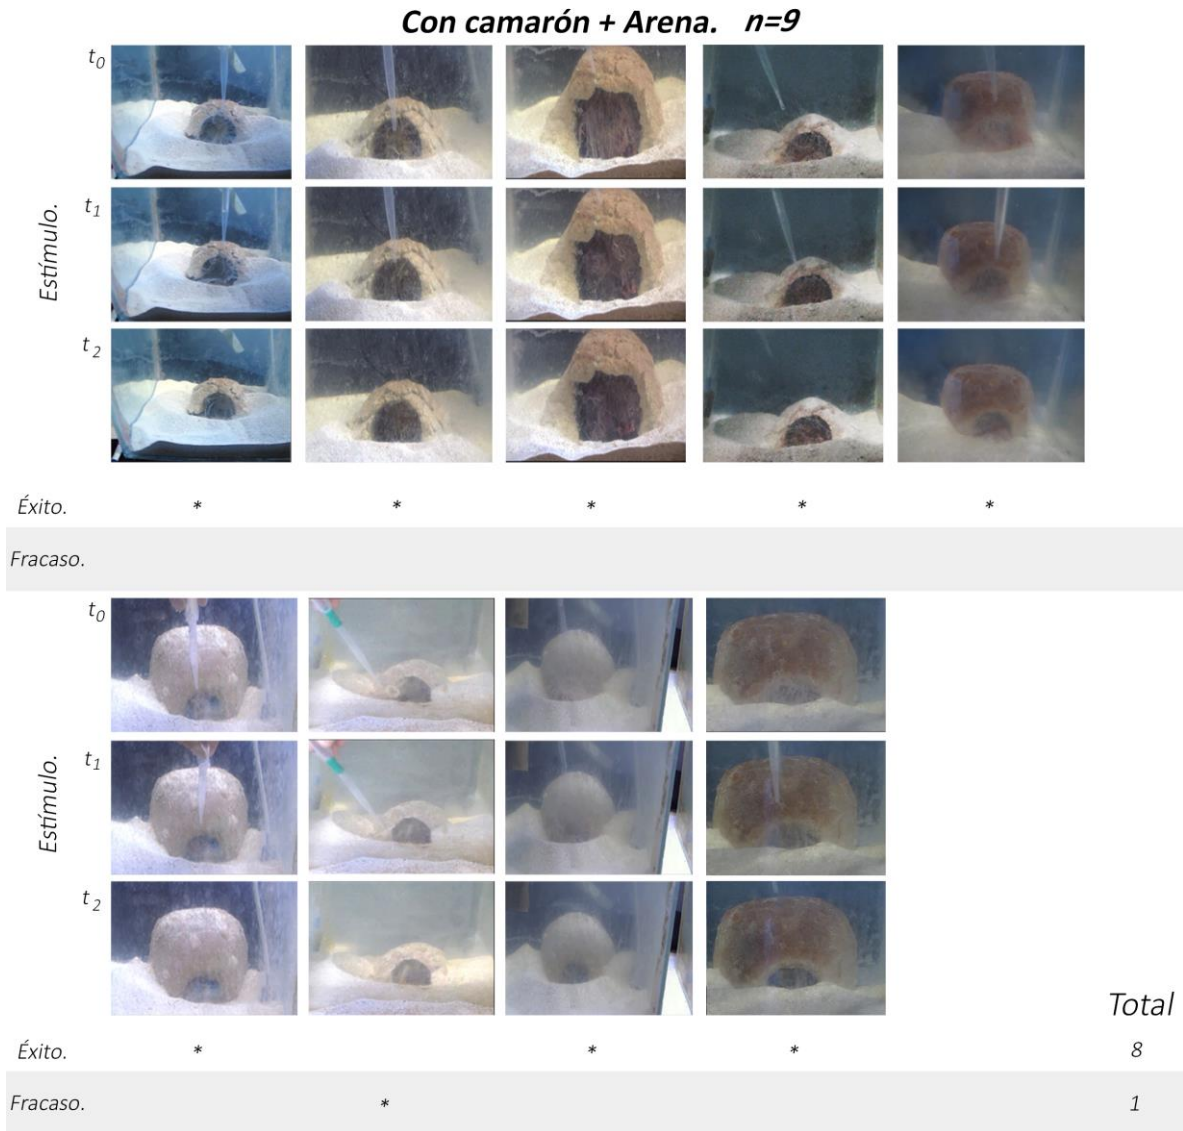 Con camarón + Arena. n=9
t0
Estímulo.
t1
t2
Éxito. * * * * *
Fracaso.
t0
Estímulo.
t1
t2
Total
Éxito. * * * 8
Fracaso. * 1